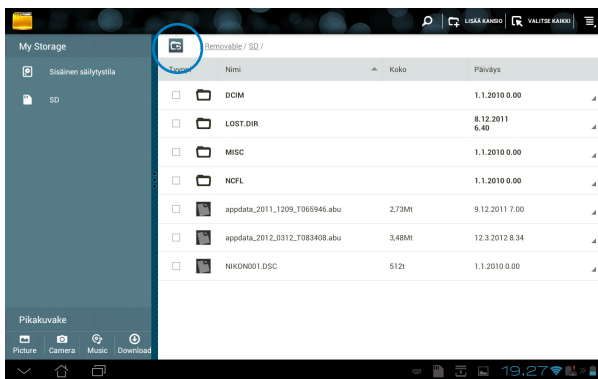 LISÄÄ KANSIO VALITSE KAIKKI
My Storage
Removable / SD /
Sisäinen säilytystila
SD
Tyyppi Nimi Koko Päiväys
DCIM 1.1.2010 0.00
LOST.DIR 8.12.2011
6.40
MISC 1.1.2010 0.00
NCFL 1.1.2010 0.00
appdata_2011_1209_T065946.abu 2,73Mt 9.12.2011 7.00
appdata_2012_0312_T083408.abu 3,48Mt 12.3.2012 8.34
NIKON001.DSC 512t 1.1.2010 0.00
Pikakuvake
Picture Camera Music Download
19.27